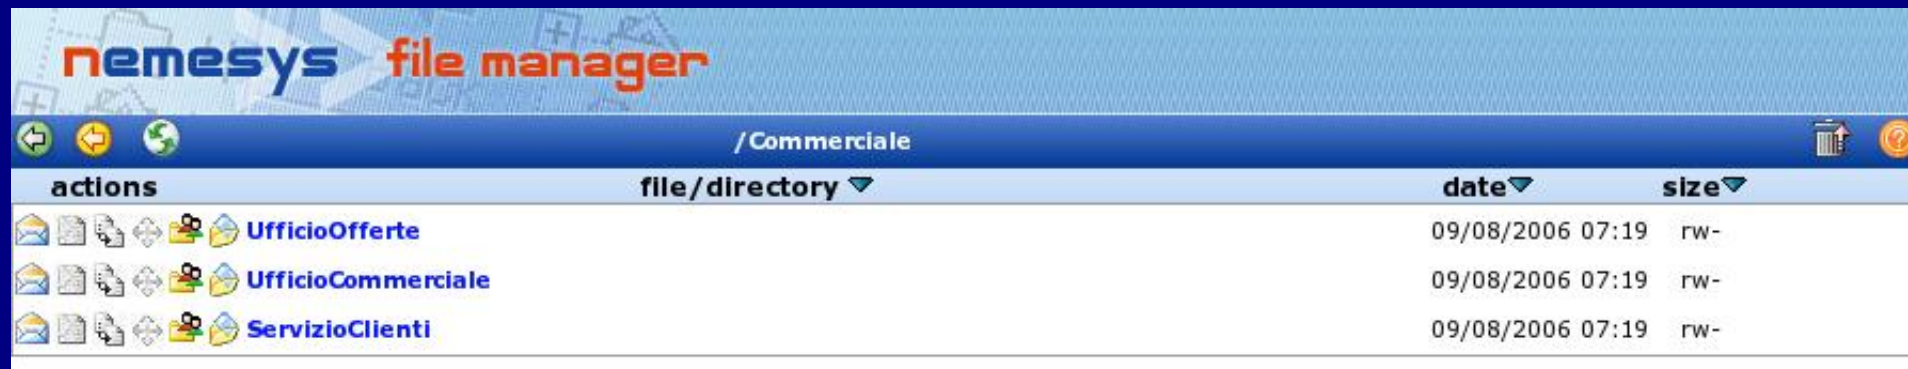 nemesys file manager
/Commerciale
actions file/directory date size
UfficioOfferte 09/08/2006 07:19 rw-
UfficioCommerciale 09/08/2006 07:19 rw-
ServizioClienti 09/08/2006 07:19 rw-